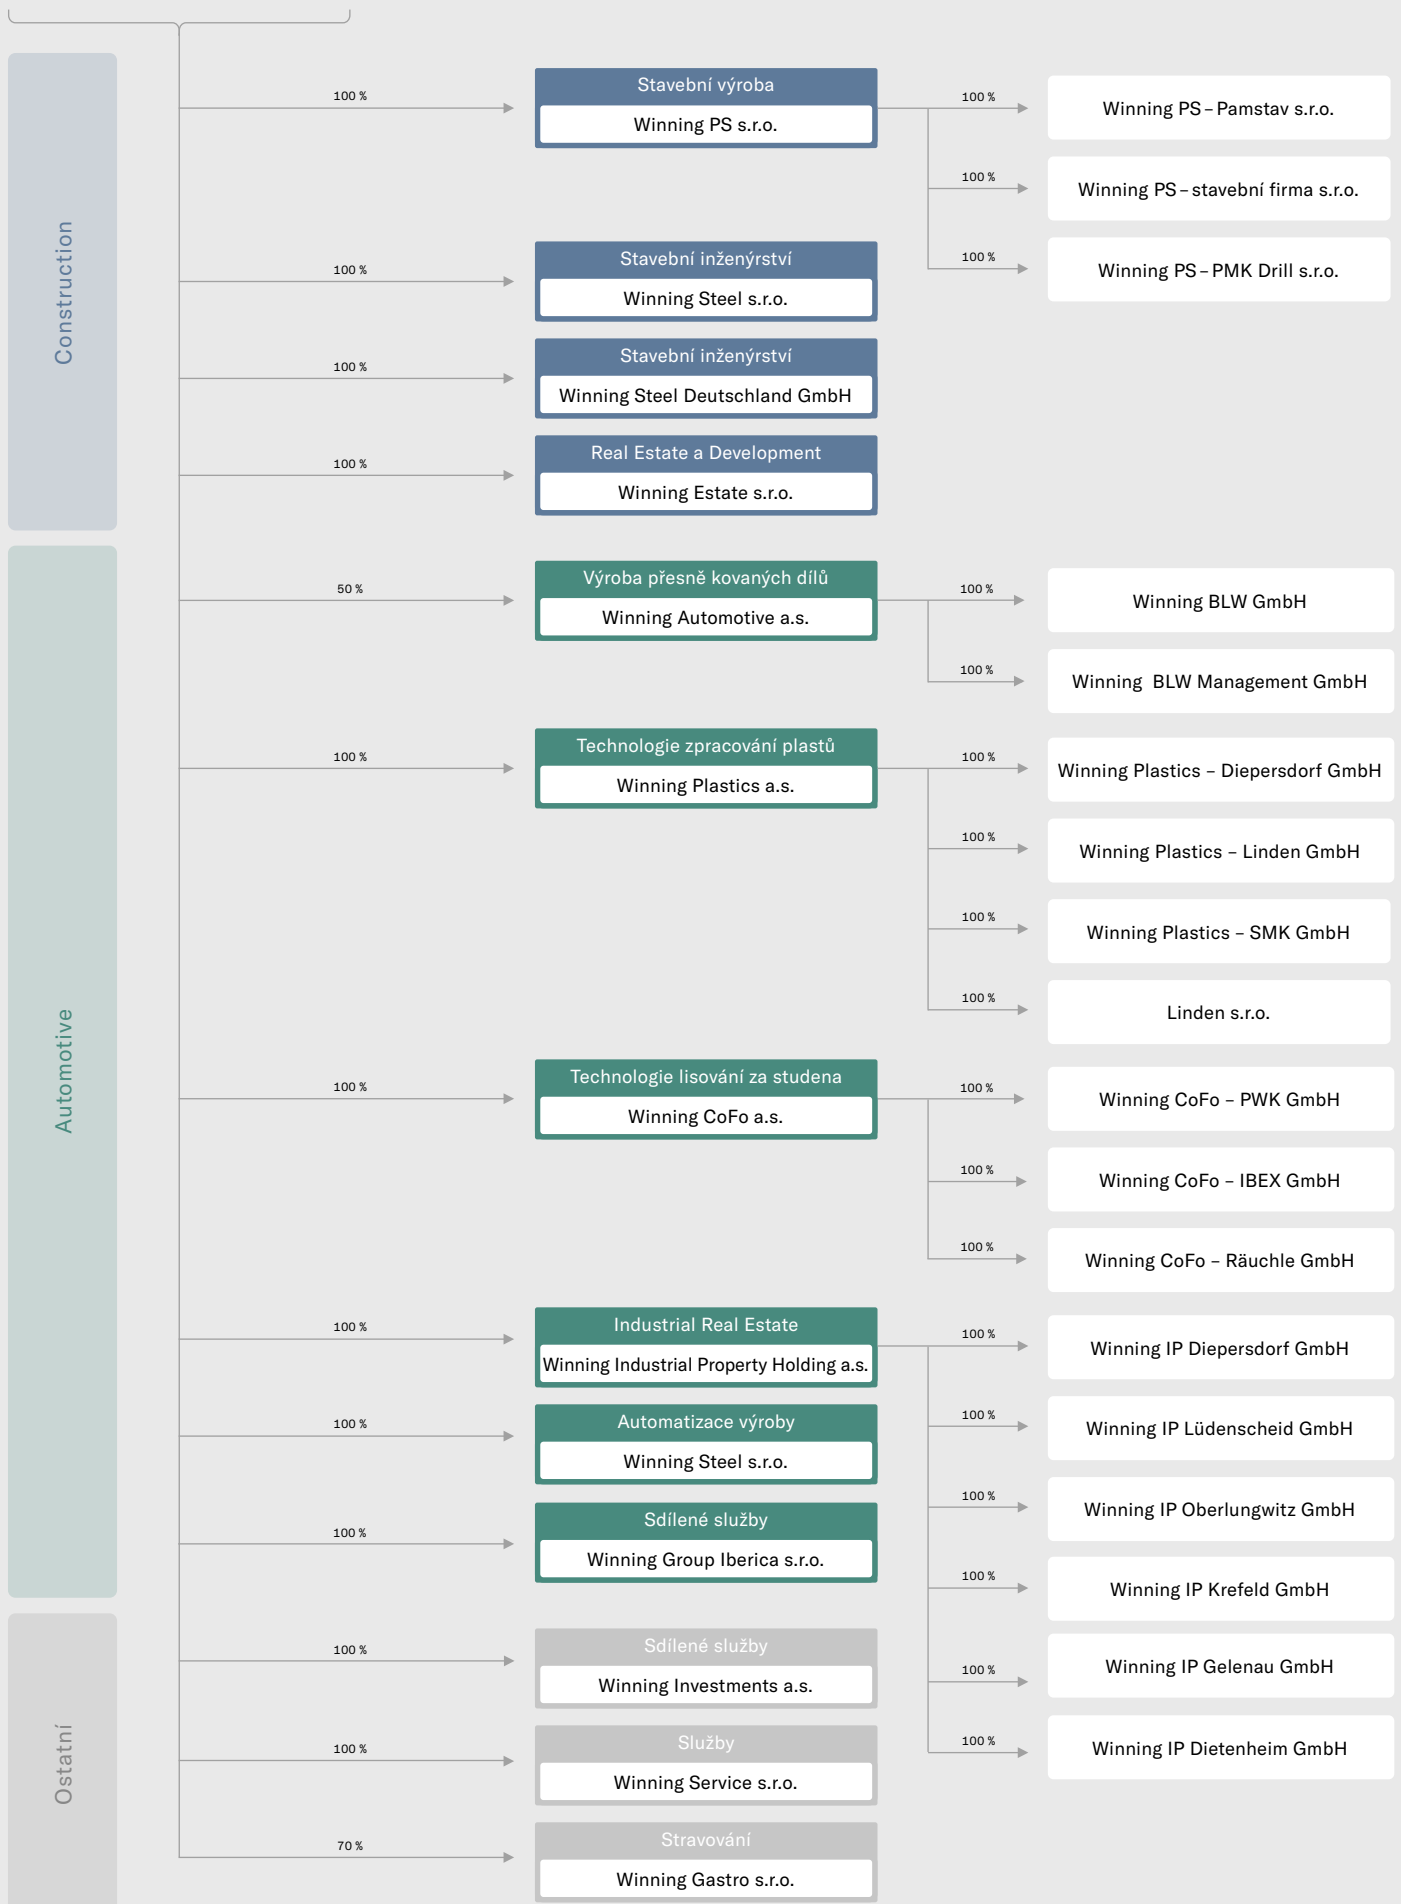 Construction
100 %
Stavební výroba
Winning PS s.r.o.
100 %
Winning PS – Pamstav s.r.o.
100 %
Winning PS – stavební firma s.r.o.
100 %
Winning PS – PMK Drill s.r.o.
100 %
Stavební inženýrství
Winning Steel s.r.o.
100 %
Stavební inženýrství
Winning Steel Deutschland GmbH
100 %
Real Estate a Development
Winning Estate s.r.o.
Automotive
50 %
Výroba přesně kovaných dílů
Winning Automotive a.s.
100 %
Winning BLW GmbH
100 %
Winning BLW Management GmbH
100 %
Technologie zpracování plastů
Winning Plastics a.s.
100 %
Winning Plastics – Diepersdorf GmbH
100 %
Winning Plastics – Linden GmbH
100 %
Winning Plastics – SMK GmbH
100 %
Linden s.r.o.
100 %
Technologie lisování za studena
Winning CoFo a.s.
100 %
Winning CoFo – PWK GmbH
100 %
Winning CoFo – IBEX GmbH
100 %
Winning CoFo – Räuchle GmbH
100 %
Industrial Real Estate
Winning Industrial Property Holding a.s.
100 %
Winning IP Diepersdorf GmbH
100 %
Winning IP Lüdenscheid GmbH
100 %
Winning IP Oberlungwitz GmbH
100 %
Winning IP Krefeld GmbH
100 %
Winning IP Gelenau GmbH
100 %
Winning IP Dietenheim GmbH
100 %
Automatizace výroby
Winning Steel s.r.o.
100 %
Sdílené služby
Winning Group Iberica s.r.o.
Ostatní
100 %
Sdílené služby
Winning Investments a.s.
100 %
Služby
Winning Service s.r.o.
70 %
Stravování
Winning Gastro s.r.o.